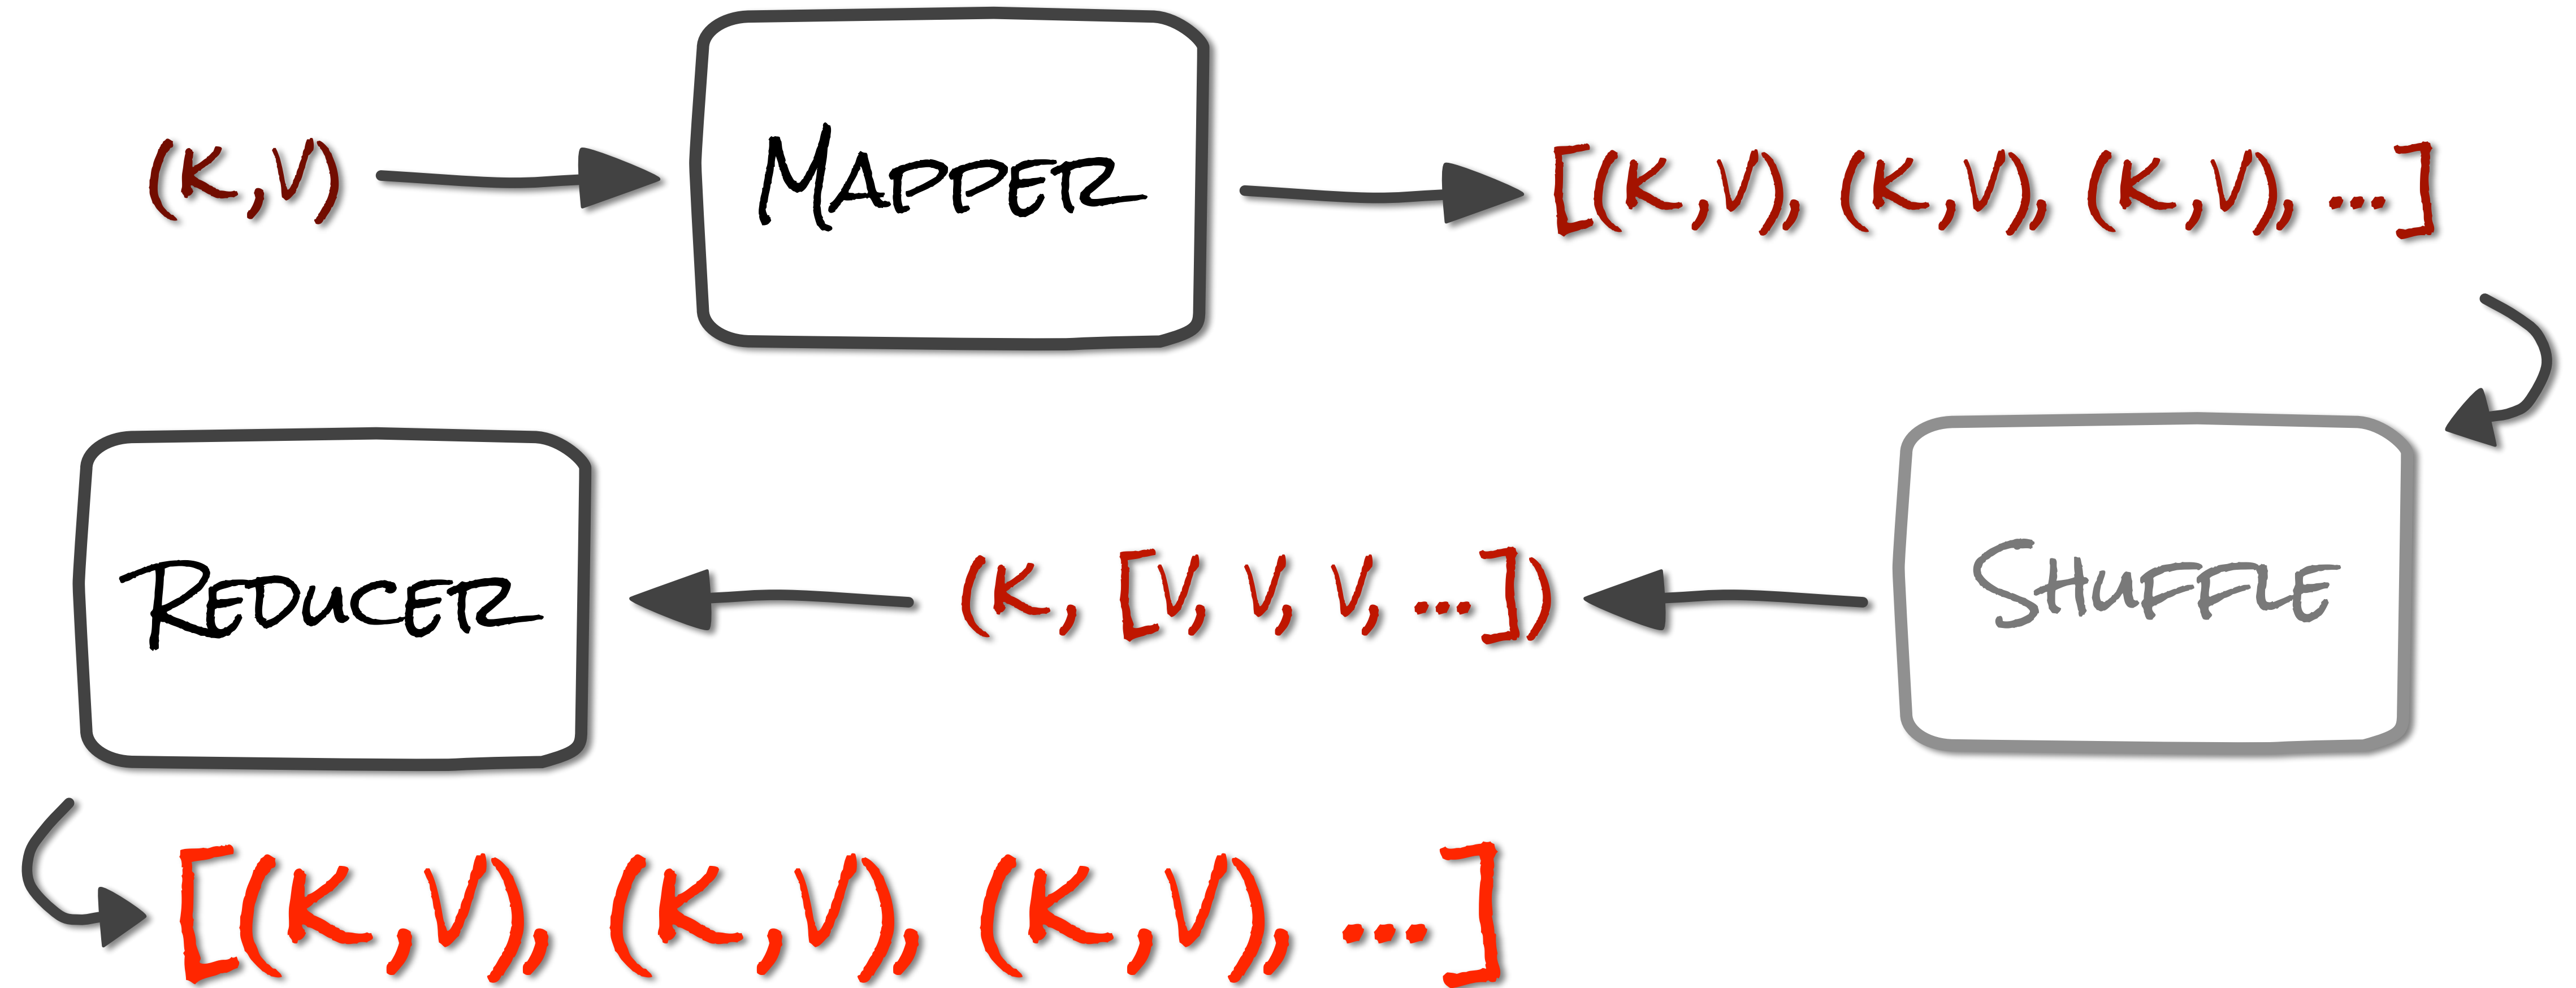 (K,V)
MAPPER
[(K,V), (K,V), (K,V), ...]
SHUFFLE
(K, [V, V, V, ...])
REDUCER
[(K,V), (K,V), (K,V), ...]